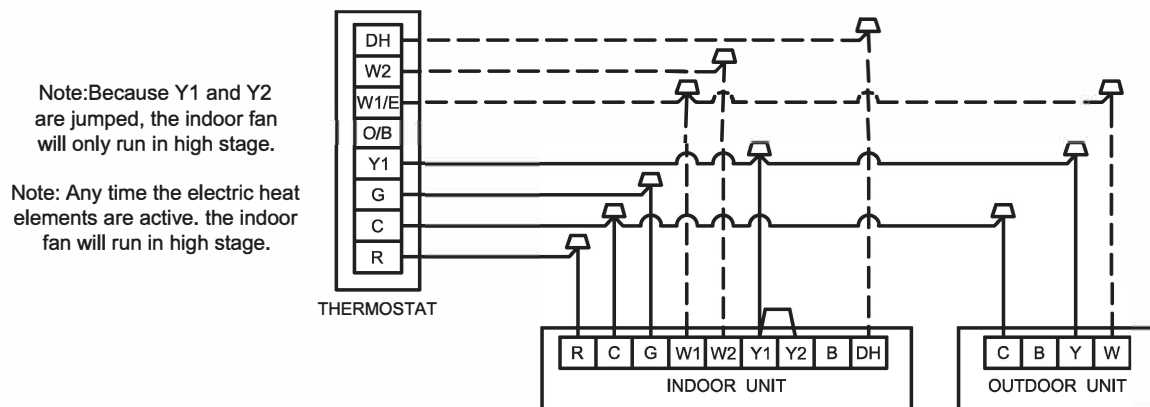 Note:Because Y1 and Y2
are jumped, the indoor fan
will only run in high stage.
Note: Any time the electric heat
elements are active. the indoor
fan will run in high stage.
DH
W2
W1/E
O/B
Y1
G
C
R
THERMOSTAT
R C G W1 W2 Y1 Y2 B DH
INDOOR UNIT
C B Y W
OUTDOOR UNIT